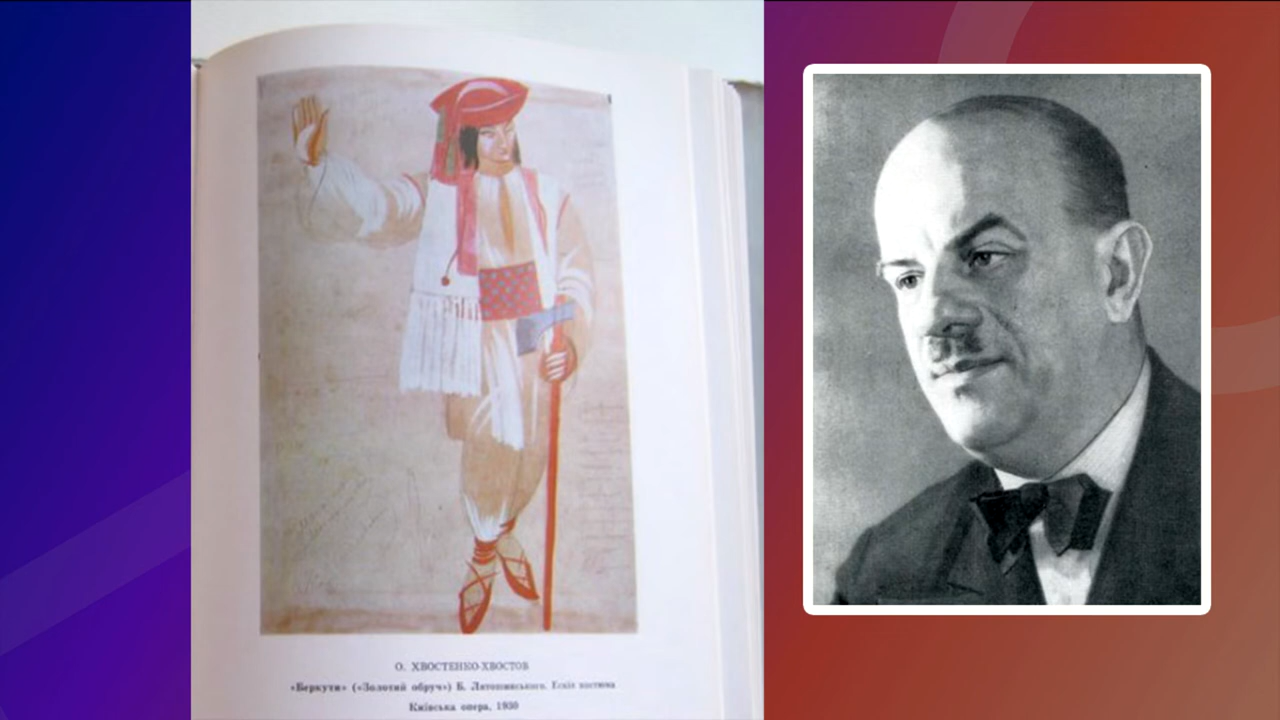 О. ХВОСТЕНКО-ХВОСТОВ
«Беркути» («Золотий обруч») Б. Лятошинського. Ескіз костюма
Київська опера, 1930